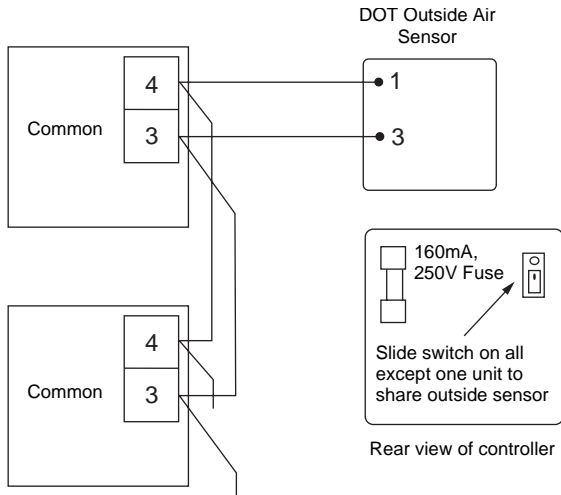 DOT Outside Air
Sensor
4
Common
3
1
3
160mA,
250V Fuse
Slide switch on all
except one unit to
share outside sensor
Rear view of controller
4
Common
3